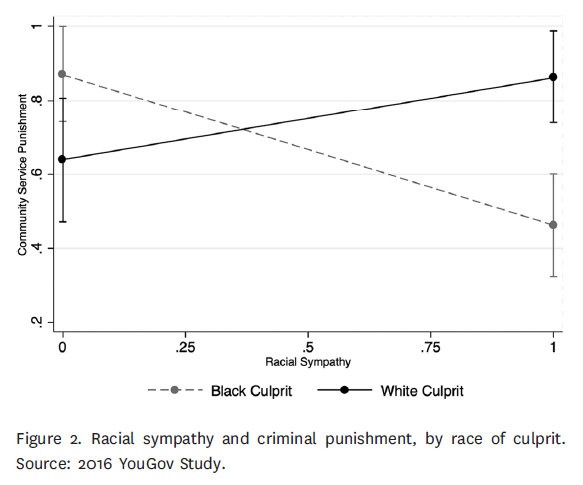 1
.8
.6
.4
.2
Community Service Punishment
0 .25 .5 .75 1
Racial Sympathy
Black Culprit White Culprit
Figure 2. Racial sympathy and criminal punishment, by race of culprit.
Source: 2016 YouGov Study.